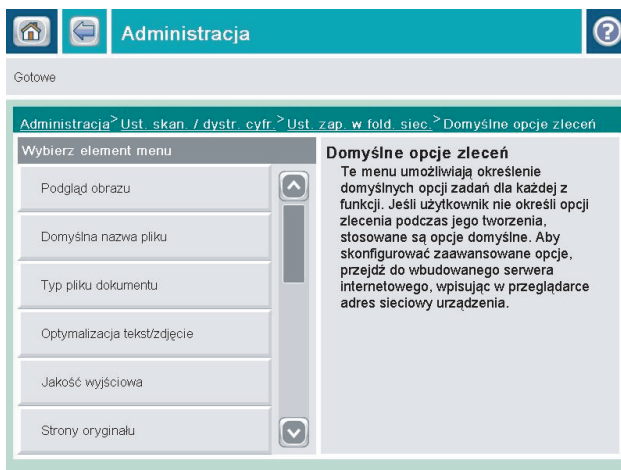 Administracja
?
Gotowe
Administracja > Ust. skan. / dystr. cyfr. > Ust. zap. w fold. siec. > Domyślne opcje zleceń
Wybierz element menu
Podgląd obrazu
Domyślna nazwa pliku
Typ pliku dokumentu
Optymalizacja tekst/zdjęcie
Jakość wyjściowa
Strony oryginału
Domyślne opcje zleceń
Te menu umożliwiają określenie
domyślnych opcji zadań dla każdej z
funkcji. Jeśli użytkownik nie określi opcji
zlecenia podczas jego tworzenia,
stosowane są opcje domyślne. Aby
skonfigurować zaawansowane opcje,
przejdź do wbudowanego serwera
internetowego, wpisując w przeglądarce
adres sieciowy urządzenia.